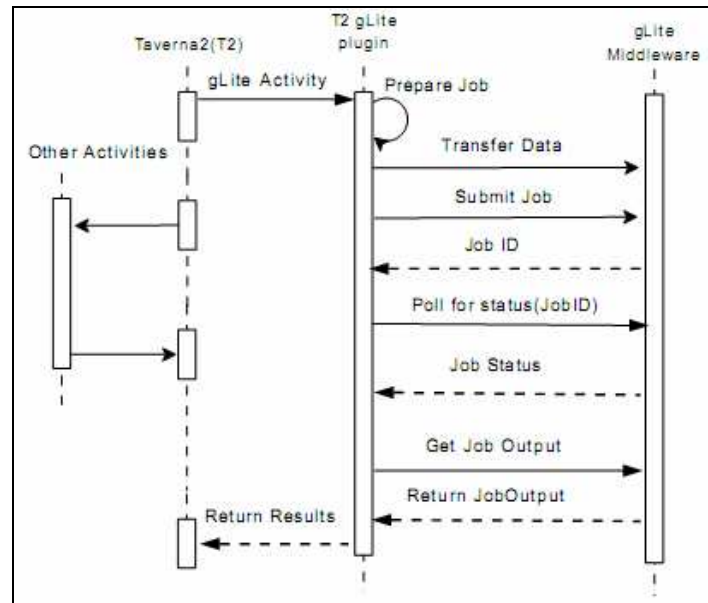 T2 gLite
plugin
Taverna2(T2)
gLite
Middleware
gLite Activity
Prepare Job
Other Activities
Transfer Data
Submit Job
Job ID
Poll for status(JobID)
Job Status
Get Job Output
Return JobOutput
Return Results